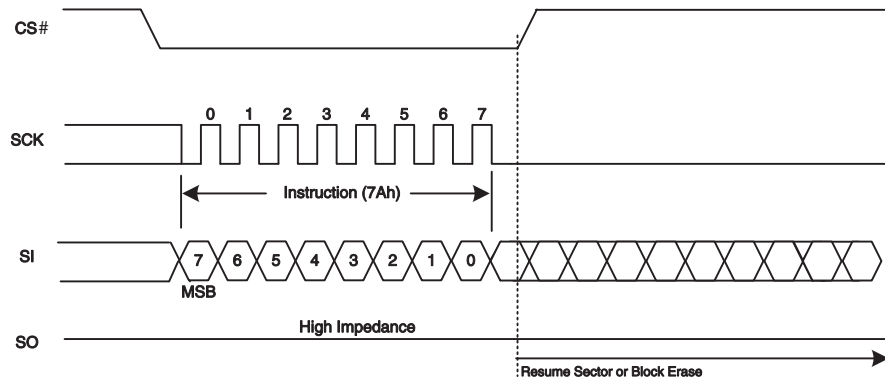 CS#
0 1 2 3 4 5 6 7
SCK
Instruction (7Ah)
SI
7 6 5 4 3 2 1 0
MSB
High Impedance
SO
Resume Sector or Block Erase